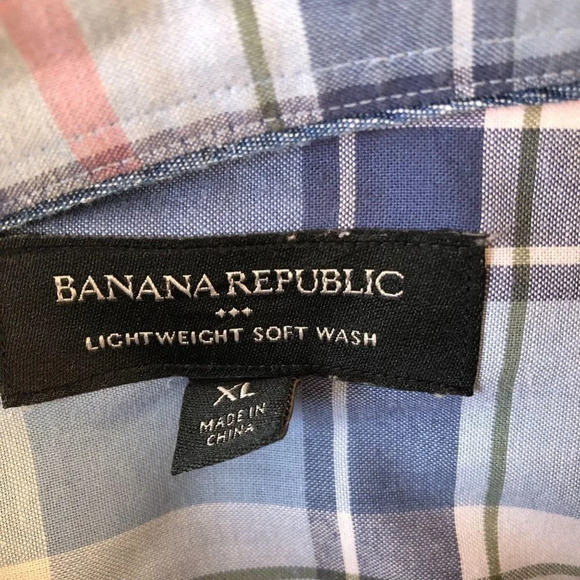 BANANA REPUBLIC
LIGHTWEIGHT SOFT WASH
XL
MADE IN
CHINA